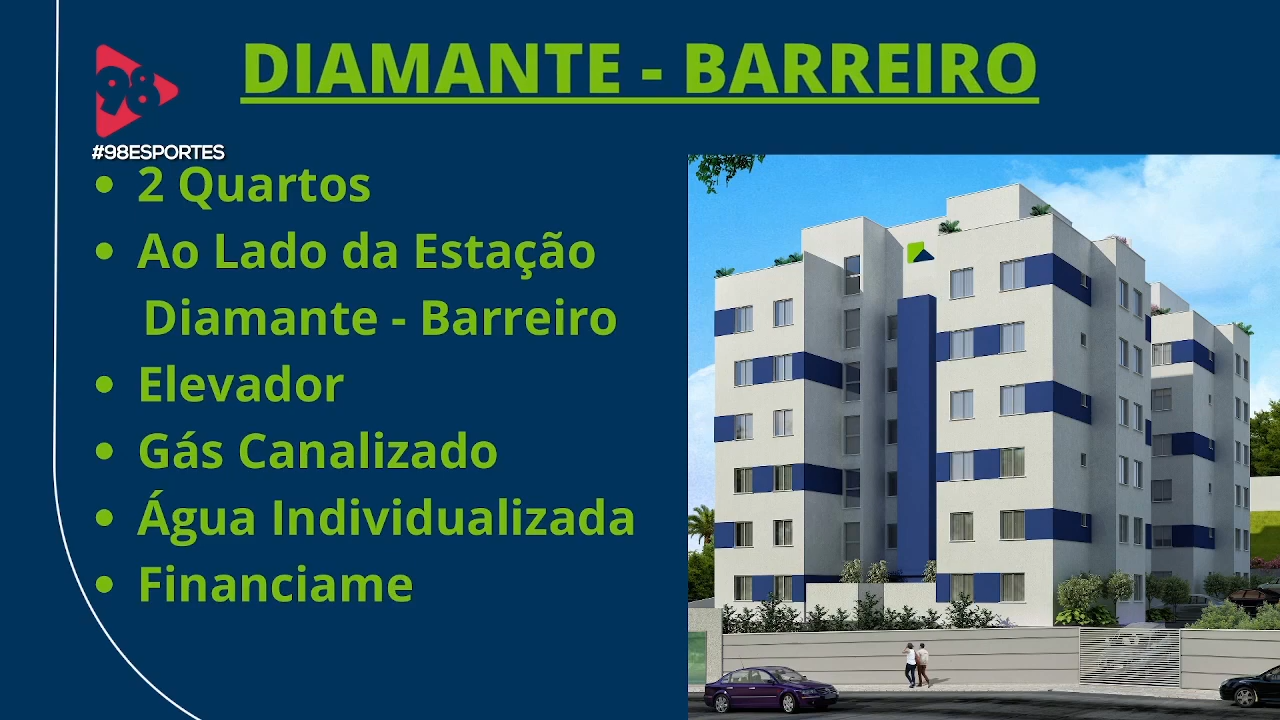 DIAMANTE - BARREIRO
98
#98ESPORTES
2 Quartos
Ao Lado da Estação
Diamante - Barreiro
Elevador
Gás Canalizado
Água Individualizada
Financiame